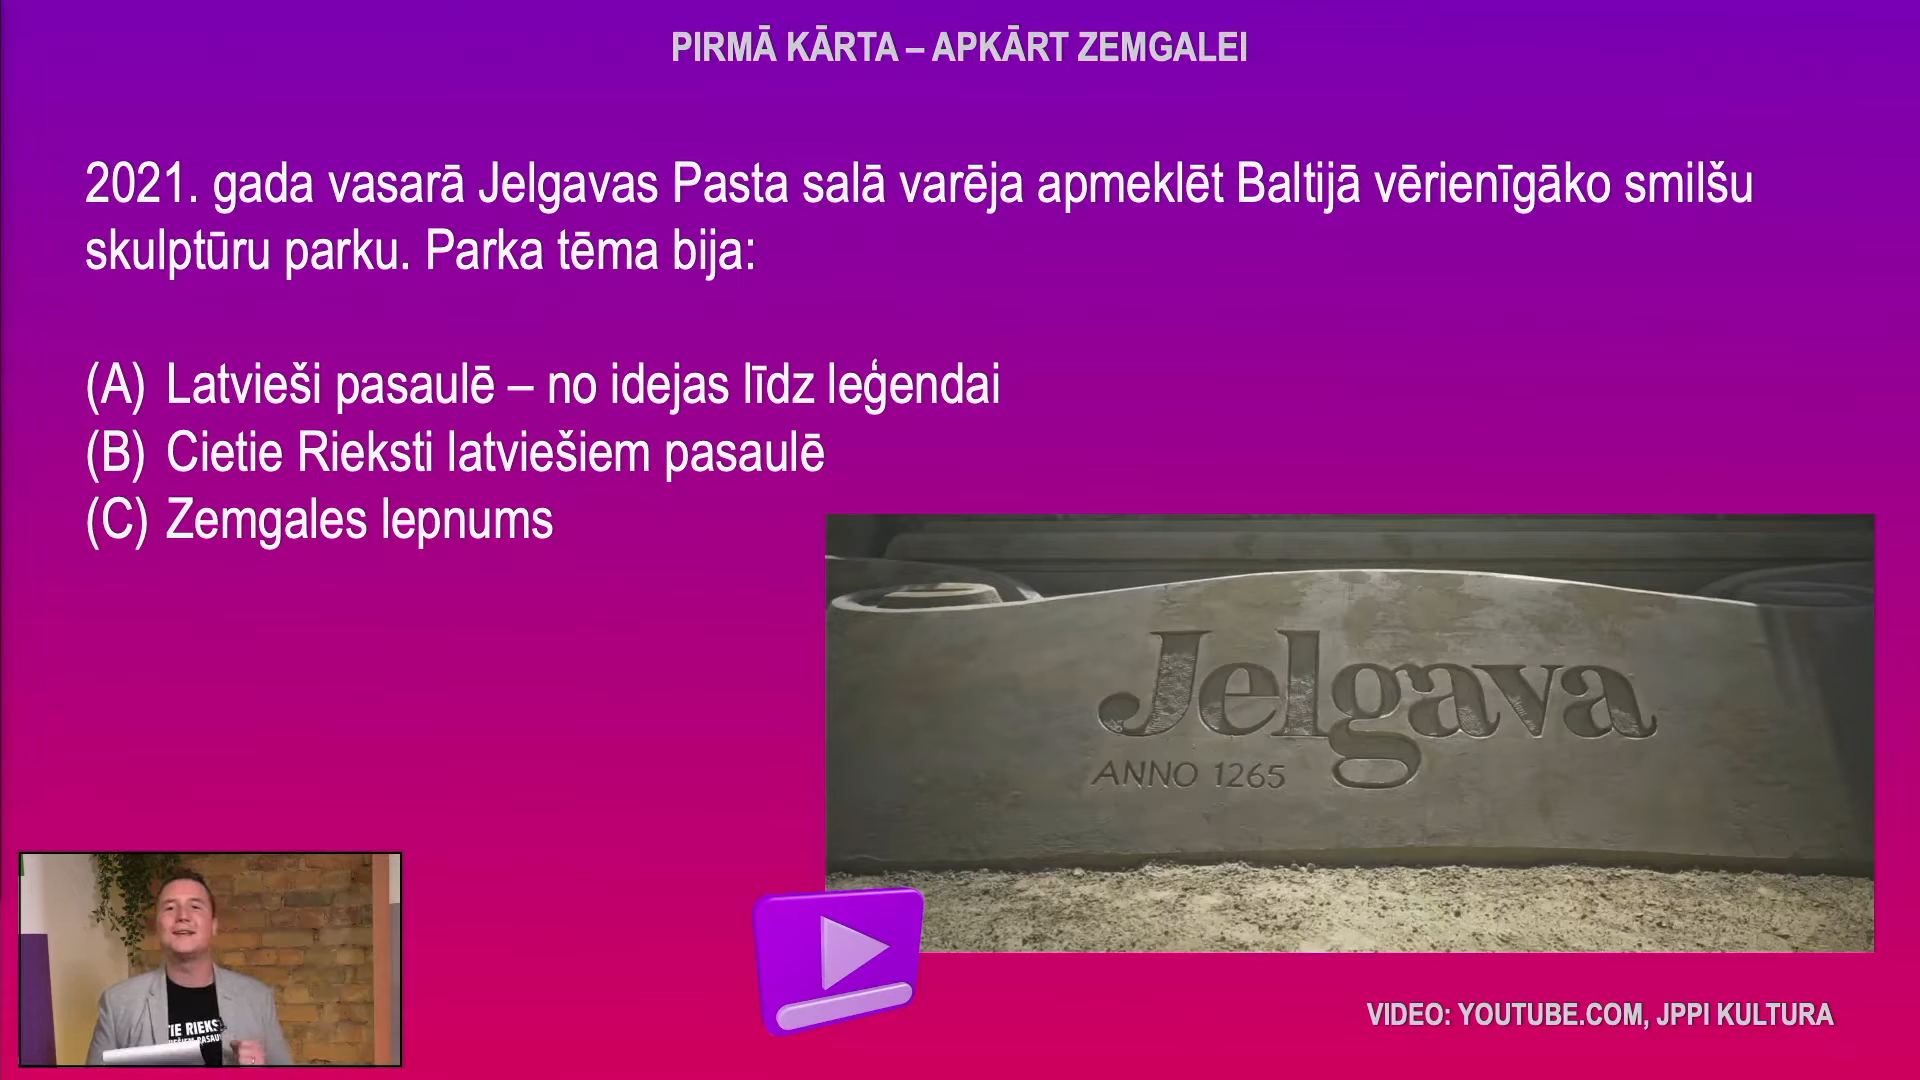 PIRMĀ KĀRTA – APKĀRT ZEMGALEI
2021. gada vasarā Jelgavas Pasta salā varēja apmeklēt Baltijā vērienīgāko smilšu
skulptūru parku. Parka tēma bija:
(A) Latvieši pasaulē – no idejas līdz leģendai
(B) Cietie Rieksti latviešiem pasaulē
(C) Zemgales lepnums
Jelgava
ANNO 1265
TIE RIEKS
VIDEO: YOUTUBE.COM, JPPI KULTURA